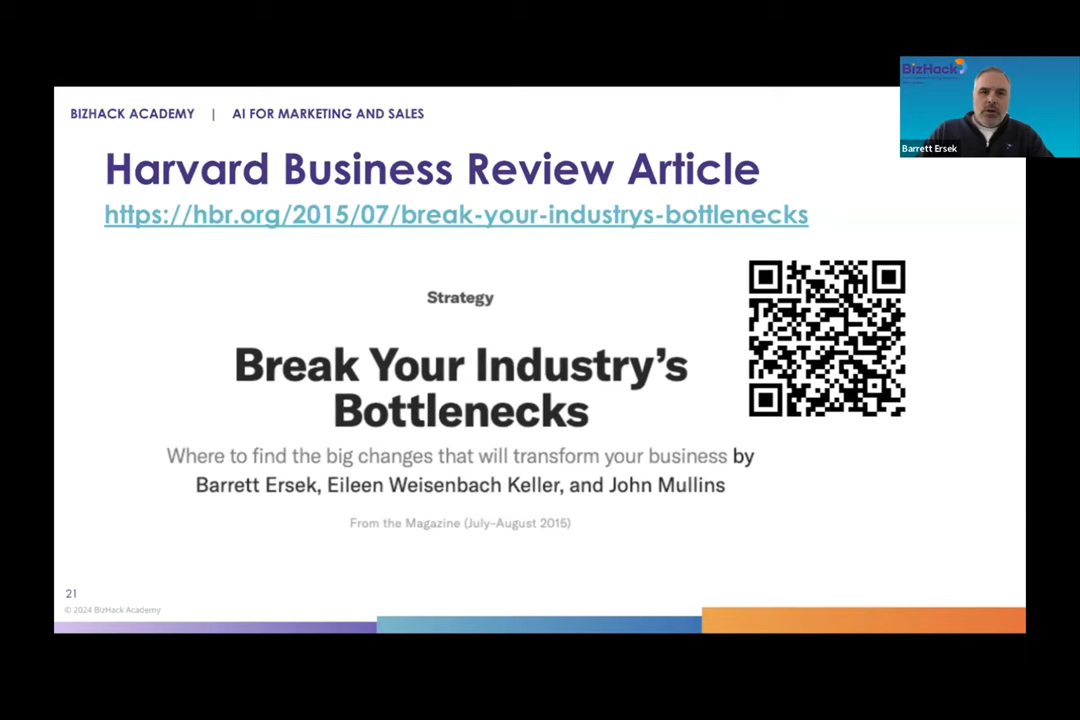 BizHack
Barrett Ersek
BIZHACK ACADEMY | AI FOR MARKETING AND SALES
Harvard Business Review Article
https://hbr.org/2015/07/break-your-industrys-bottlenecks
Strategy
Break Your Industry’s
Bottlenecks
Where to find the big changes that will transform your business by
Barrett Ersek, Eileen Weisenbach Keller, and John Mullins
From the Magazine (July–August 2015)
21
© 2024 BizHack Academy